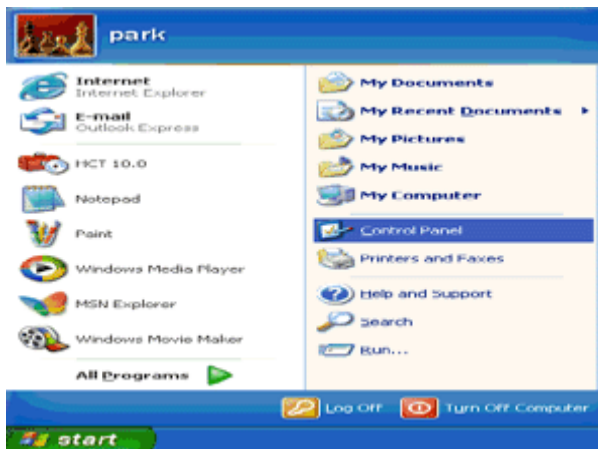 park
Internet
Internet Explorer
E-mail
Outlook Express
HCT 10.0
Notepad
Paint
Windows Media Player
MSN Explorer
Windows Movie Maker
All Programs
My Documents
My Recent Documents
My Pictures
My Music
My Computer
Control Panel
Printers and Faxes
Help and Support
Search
Run...
Log Off
Turn Off Computer
start